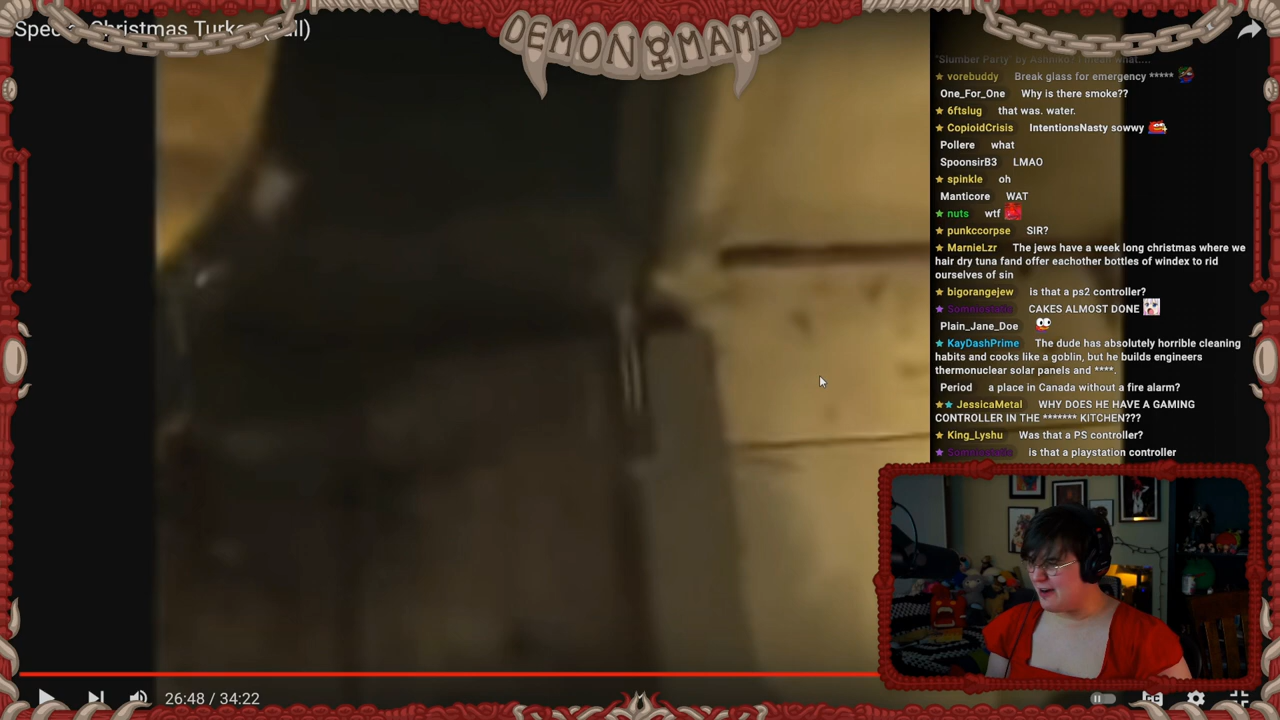 Speci Christmas Turke ll)
DEMON MAMA
"Slumber Party" by Ashnikko? I mean what....
vorebuddy Break glass for emergency *****
One_For_One Why is there smoke??
6ftslug that was. water.
CopioldCrisis IntentionsNasty sowwy
Pollere what
SpoonsirB3 LMAO
spinkle oh
Manticore WAT
nuts wtf
punkccorpse SIR?
MarnieLzr The jews have a week long christmas where we
hair dry tuna fand offer eachother bottles of windex to rid
ourselves of sin
bigorangejew is that a ps2 controller?
CAKES ALMOST DONE
Plain_Jane_Doe
KayDashPrime The dude has absolutely horrible cleaning
habits and cooks like a goblin, but he builds engineers
thermonuclear solar panels and ****.
Period a place in Canada without a fire alarm?
JessicaMetal WHY DOES HE HAVE A GAMING
CONTROLLER IN THE ******* KITCHEN???
King_Lyshu Was that a PS controller?
is that a playstation controller
26:48 / 34:22
CC